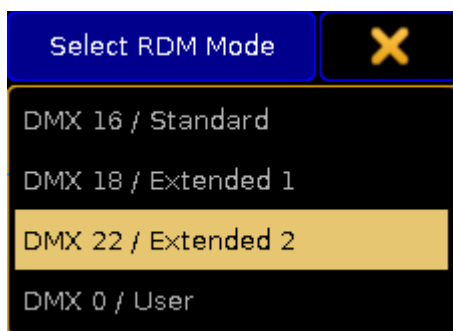 Select RDM Mode
DMX 16 / Standard
DMX 18 / Extended 1
DMX 22 / Extended 2
DMX 0 / User